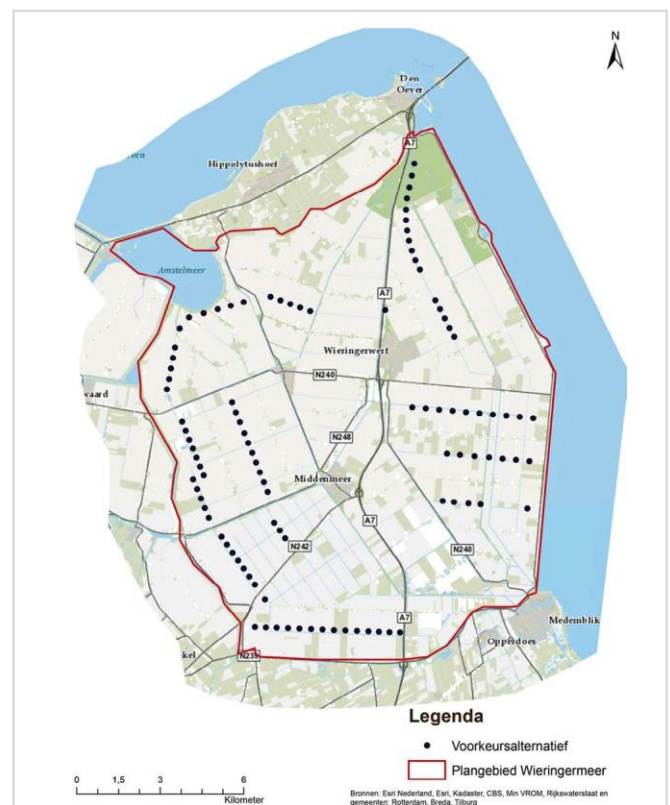 N
Den
Oever
A7
Hippolytushoef
Amstelmeer
A7
Wieringerwerf
N240
waard
N248
Middenmeer
A7
N242
N240
Medemblik
A7
Opperdoes
kel
N239
Legenda
Voorkeursalternatief
Plangebied Wieringermeer
0 1,5 3 6
Kilometer
Bronnen: Esri Nederland, Esri, Kadaster, CBS, Min VROM, Rijkswaterstaat en
gemeenten: Rotterdam, Breda, Tilburg